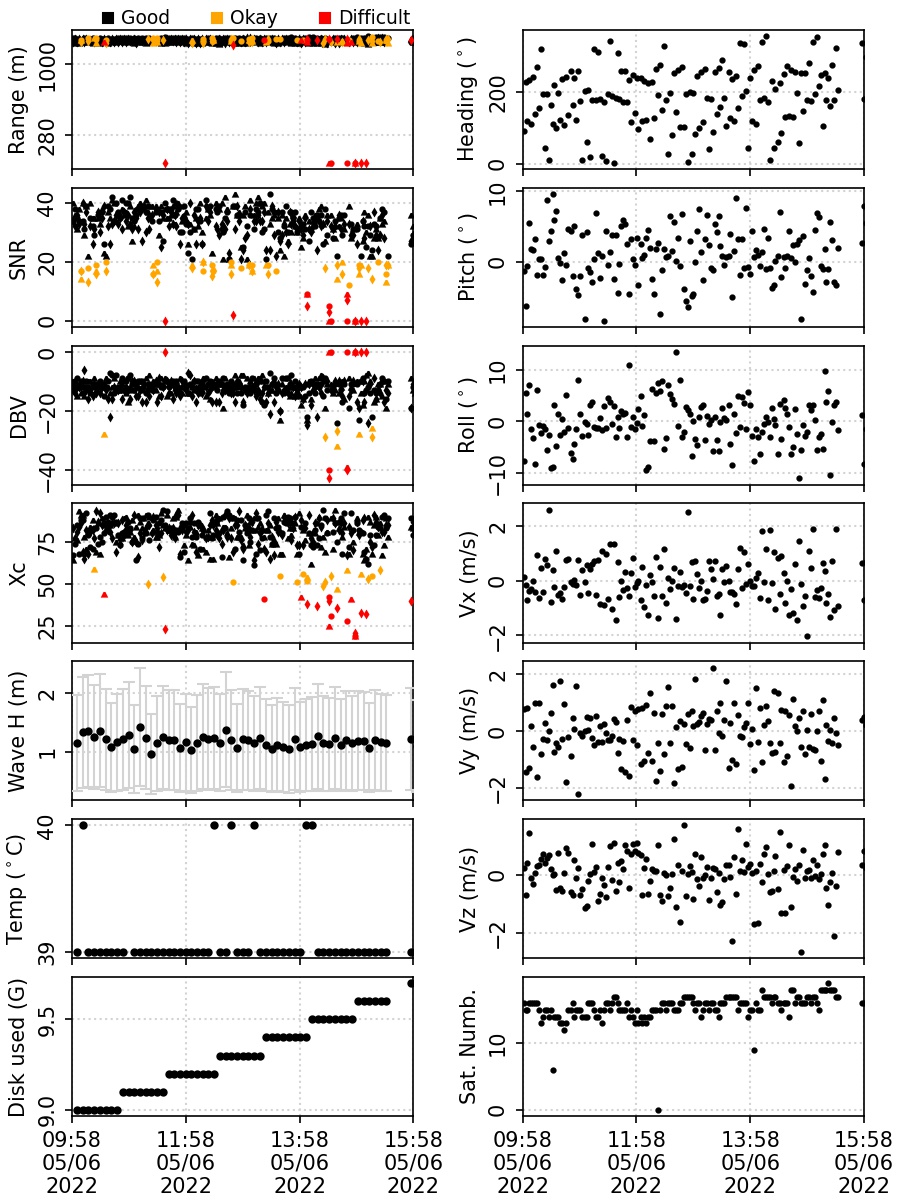 Good Okay Difficult
Range (m)
1000
280
Heading (°)
200
0
SNR
40
20
0
Pitch (°)
10
0
DBV
0
−20
−40
Roll (°)
10
0
−10
Xc
75
50
25
Vx (m/s)
2
0
−2
Wave H (m)
2
1
Vy (m/s)
2
0
−2
Temp (°C)
40
39
Vz (m/s)
0
−2
Disk used (G)
9.5
9.0
Sat. Numb.
10
0
09:58 11:58 13:58 15:58 09:58 11:58 13:58 15:58
05/06 05/06 05/06 05/06 05/06 05/06 05/06 05/06
2022 2022 2022 2022 2022 2022 2022 2022